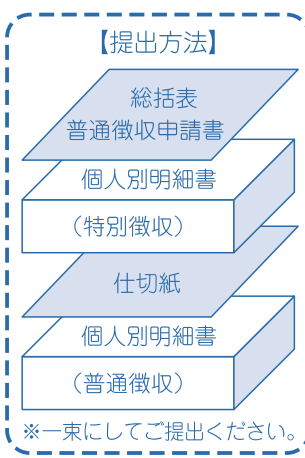 【提出方法】
総括表
普通徴収申請書
個人別明細書
（特別徴収）
仕切紙
個人別明細書
（普通徴収）
※一束にしてご提出ください。